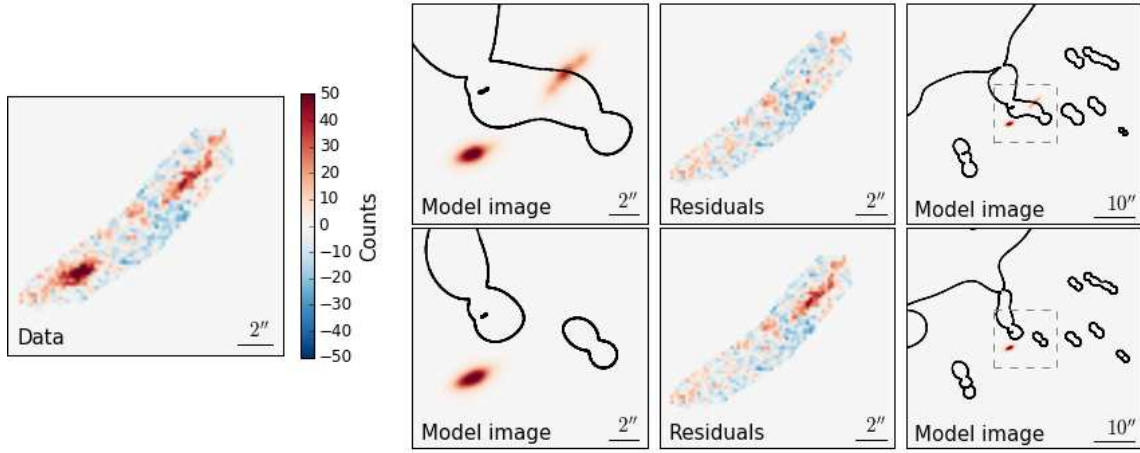 Data
2″
50
40
30
20
10
0
−10
−20
−30
−40
−50
Counts
Model image
2″
Residuals
2″
Model image
10″
Model image
2″
Residuals
2″
Model image
10″